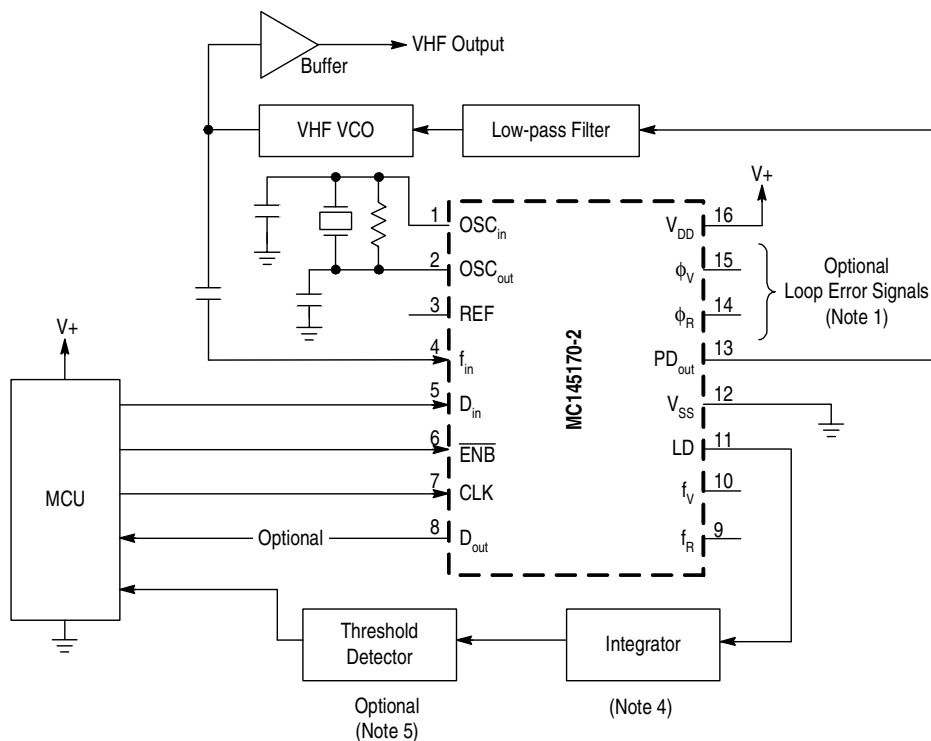 VHF Output
Buffer
VHF VCO
Low-pass Filter
V+
1
OSCin
2
OSCout
3
REF
4
fin
5
Din
6
ENB
7
CLK
8
Dout
MC145170-2
16
VDD
15
ϕV
14
ϕR
13
PDout
12
VSS
11
LD
10
fV
9
fR
Optional
Loop Error Signals
(Note 1)
V+
MCU
Optional
Threshold
Detector
Optional
(Note 5)
Integrator
(Note 4)